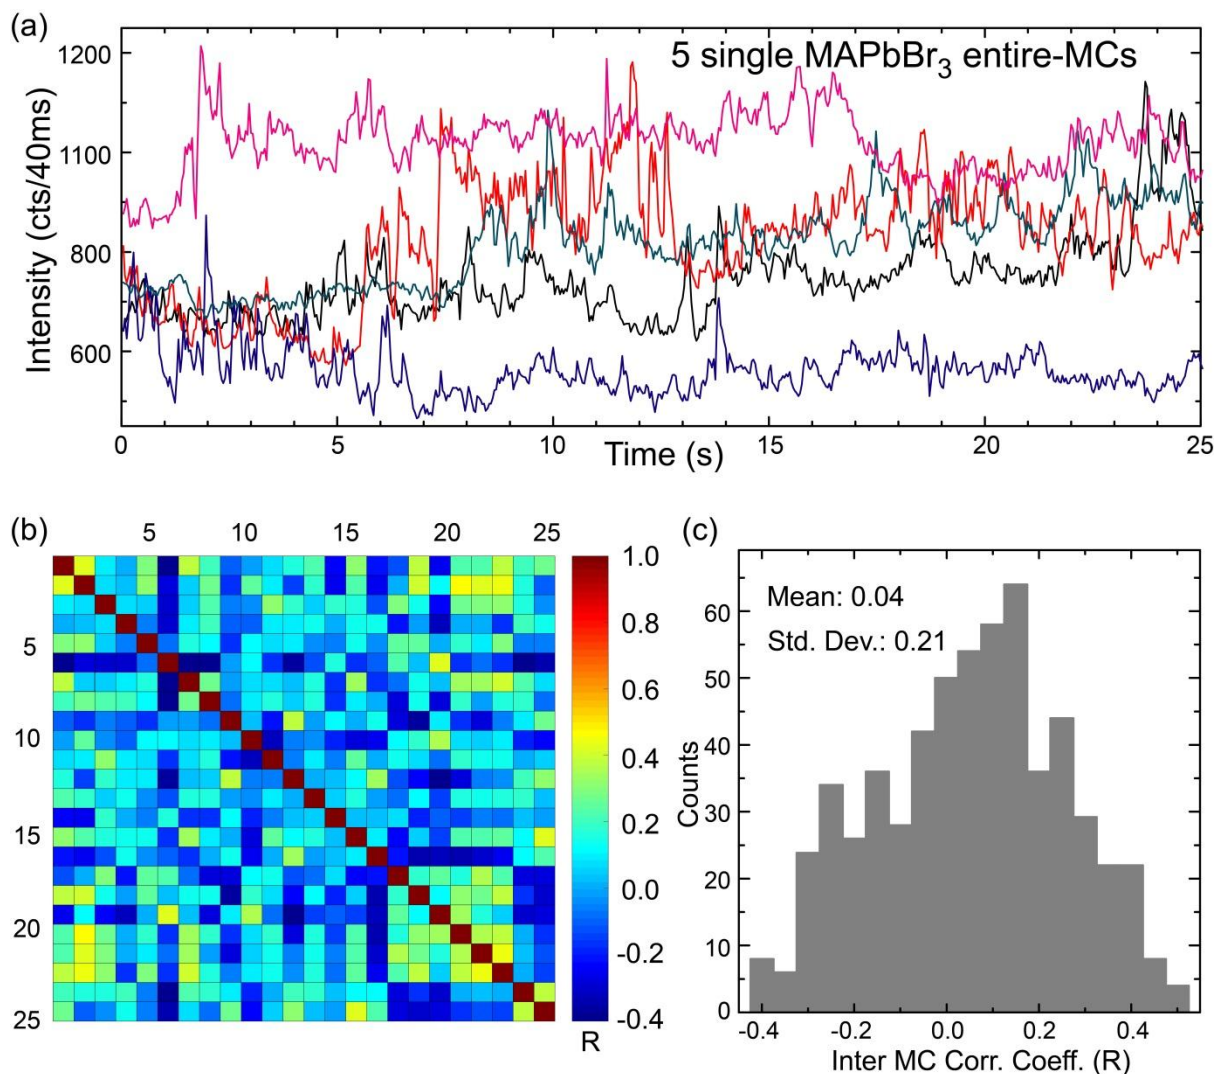 (a)
5 single MAPbBr3 entire-MCs
Intensity (cts/40ms)
1200
1100
800
600
0 5 10 15 20 25
Time (s)
(b)
5 10 15 20 25
5
10
15
20
25
1.0
0.8
0.6
0.4
0.2
0.0
-0.2
-0.4
R
(c)
Mean: 0.04
Std. Dev.: 0.21
Counts
60
50
40
30
20
10
0
-0.4 -0.2 0.0 0.2 0.4
Inter MC Corr. Coeff. (R)